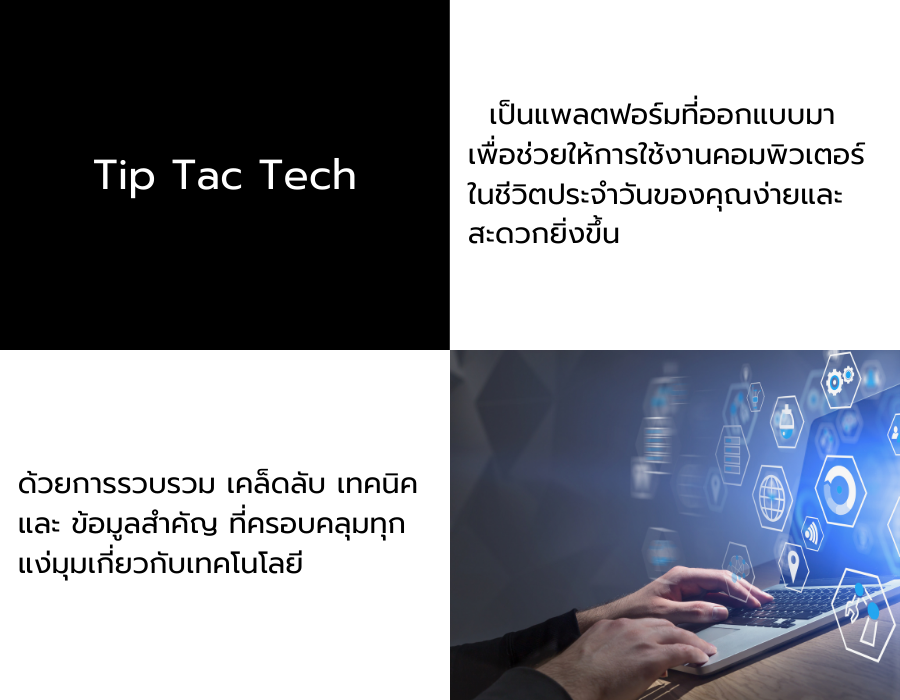 Tip Tac Tech
เป็นแพลตฟอร์มที่ออกแบบมา
เพื่อช่วยให้การใช้งานคอมพิวเตอร์
ในชีวิตประจำวันของคุณง่ายและ
สะดวกยิ่งขึ้น
ด้วยการรวบรวม เคล็ดลับ เทคนิค
และ ข้อมูลสำคัญ ที่ครอบคลุมทุก
แง่มุมเกี่ยวกับเทคโนโลยี